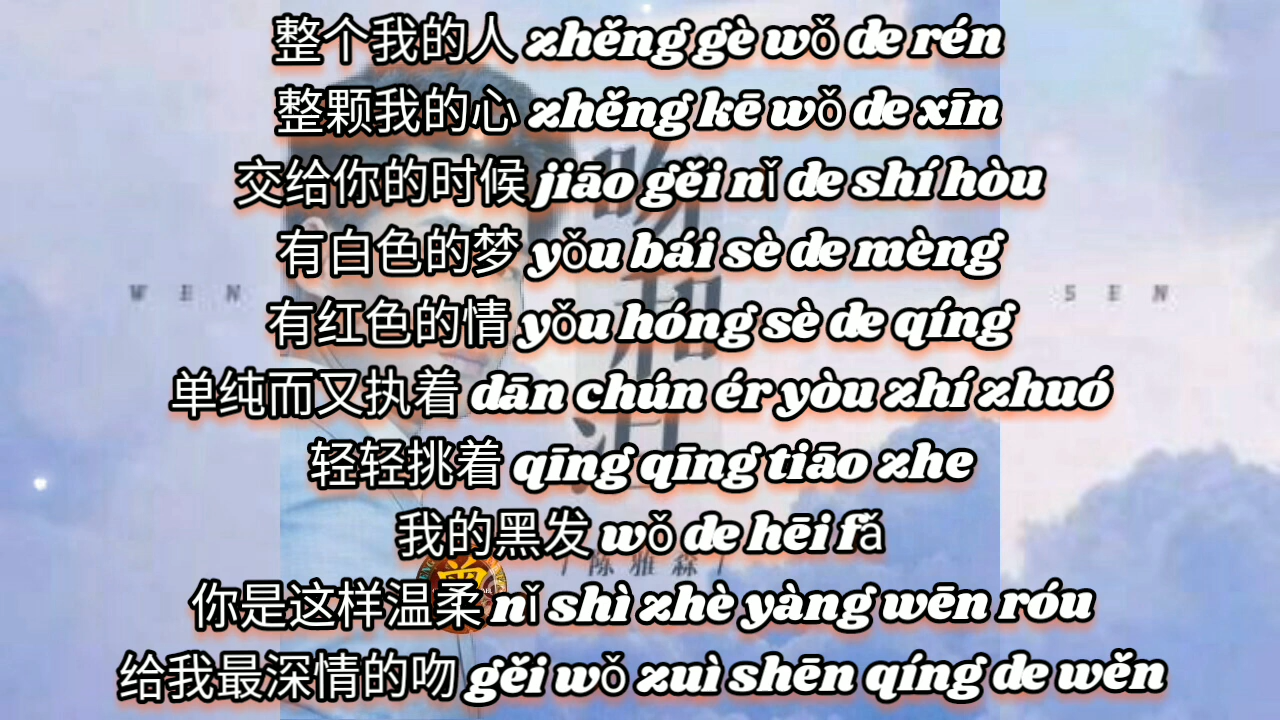 整个我的人 zhěng gè wǒ de rén
整颗我的心 zhěng kē wǒ de xīn
交给你的时候 jiāo gěi nǐ de shí hòu
有白色的梦 yǒu bái sè de mèng
W E N
S E N
有红色的情 yǒu hóng sè de qíng
单纯而又执着 dān chún ér yòu zhí zhuó
轻轻挑着 qīng qīng tiāo zhe
我的黑发 wǒ de hēi fǎ
陈雅森
你是这样温柔 nǐ shì zhè yàng wēn róu
给我最深情的吻 gěi wǒ zuì shēn qíng de wěn
吻和泪